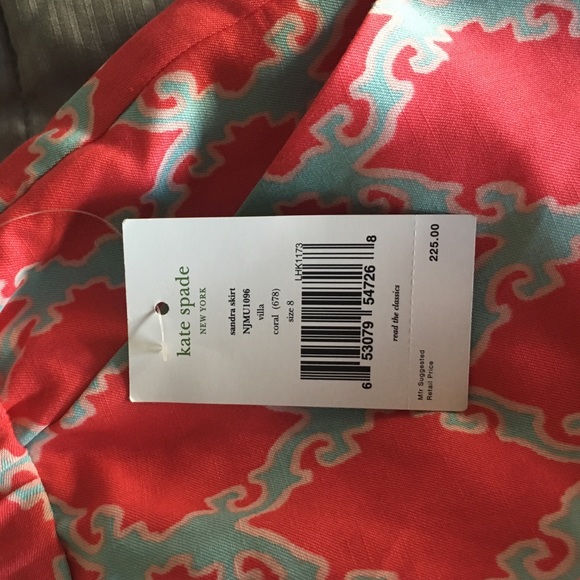 kate spade
NEW YORK
sandra skirt
NJMU1096
villa
coral (678)
size 8
LHK1173
6 53079 54726 8
read the classics
Mfr Suggested
Retail Price
225.00